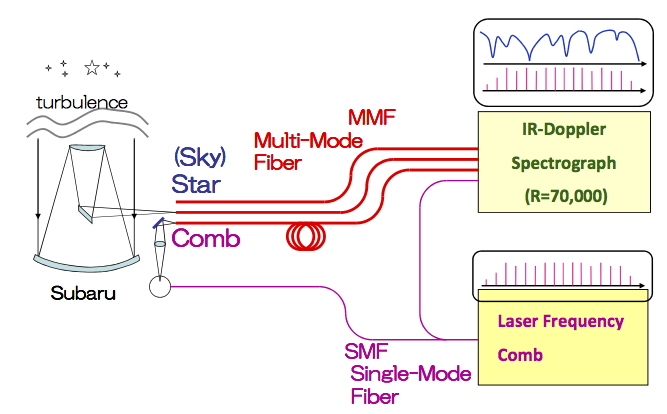 turbulence
Subaru
(Sky)
Star
Comb
MMF
Multi-Mode
Fiber
SMF
Single-Mode
Fiber
IR-Doppler
Spectrograph
(R=70,000)
Laser Frequency
Comb